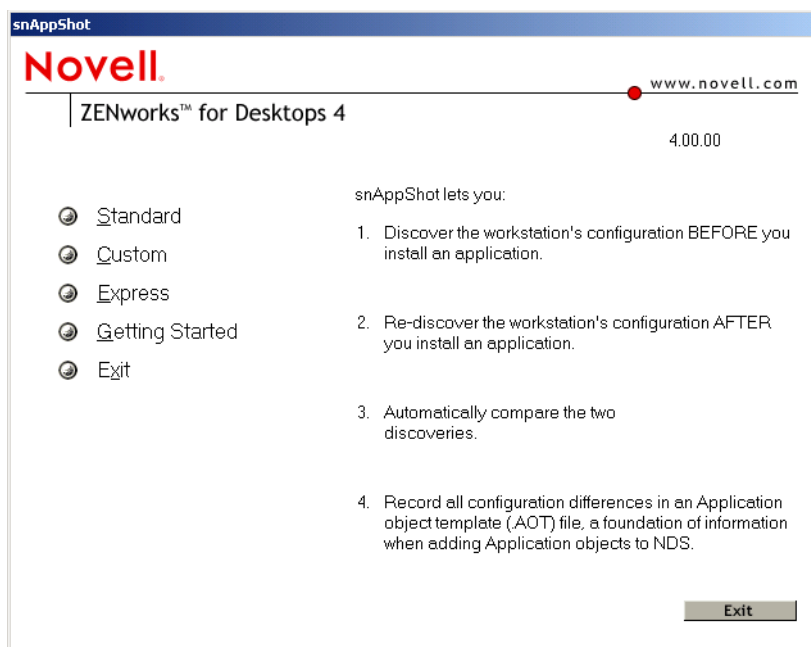 snAppShot
Novell.
www.novell.com
ZENworks™ for Desktops 4
4.00.00
Standard
Custom
Express
Getting Started
Exit
snAppShot lets you:
1. Discover the workstation's configuration BEFORE you
install an application.
2. Re-discover the workstation's configuration AFTER
you install an application.
3. Automatically compare the two
discoveries.
4. Record all configuration differences in an Application
object template (.AOT) file, a foundation of information
when adding Application objects to NDS.
Exit